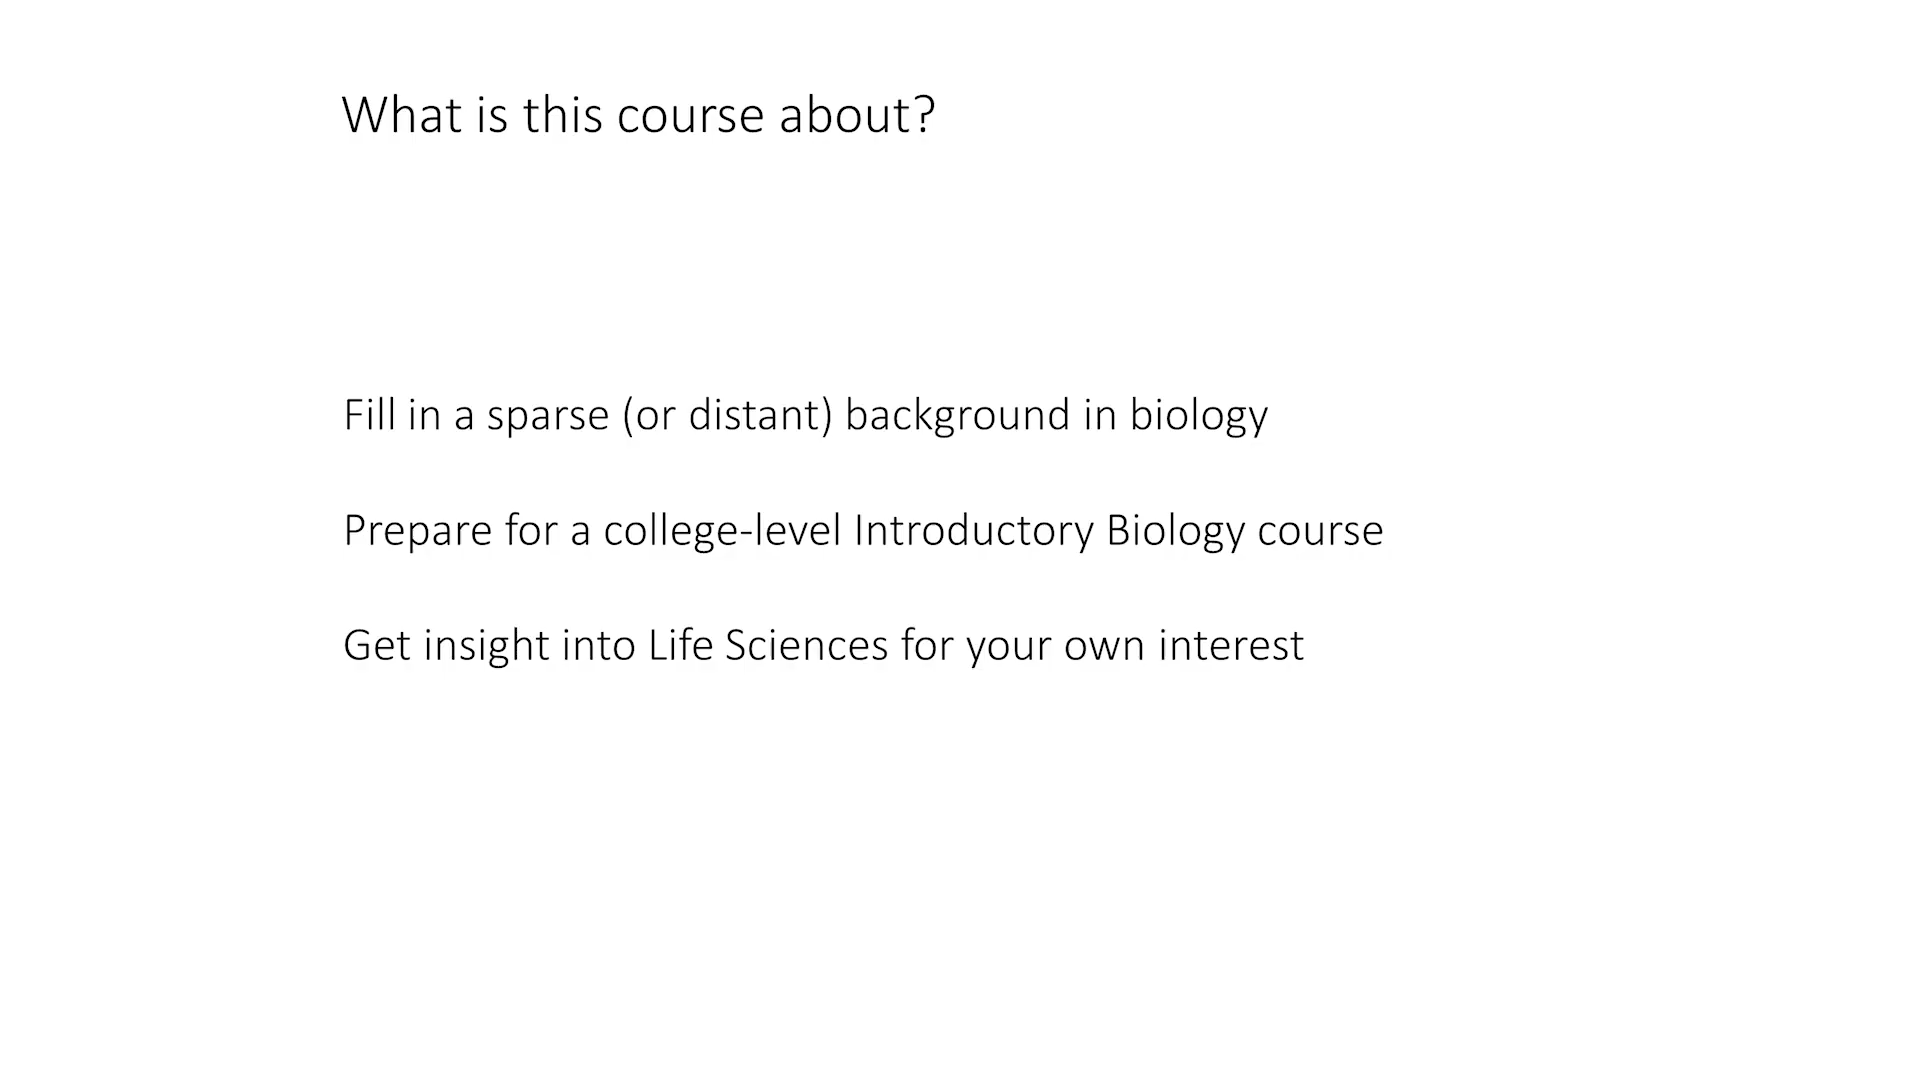 What is this course about?
Fill in a sparse (or distant) background in biology
Prepare for a college-level Introductory Biology course
Get insight into Life Sciences for your own interest